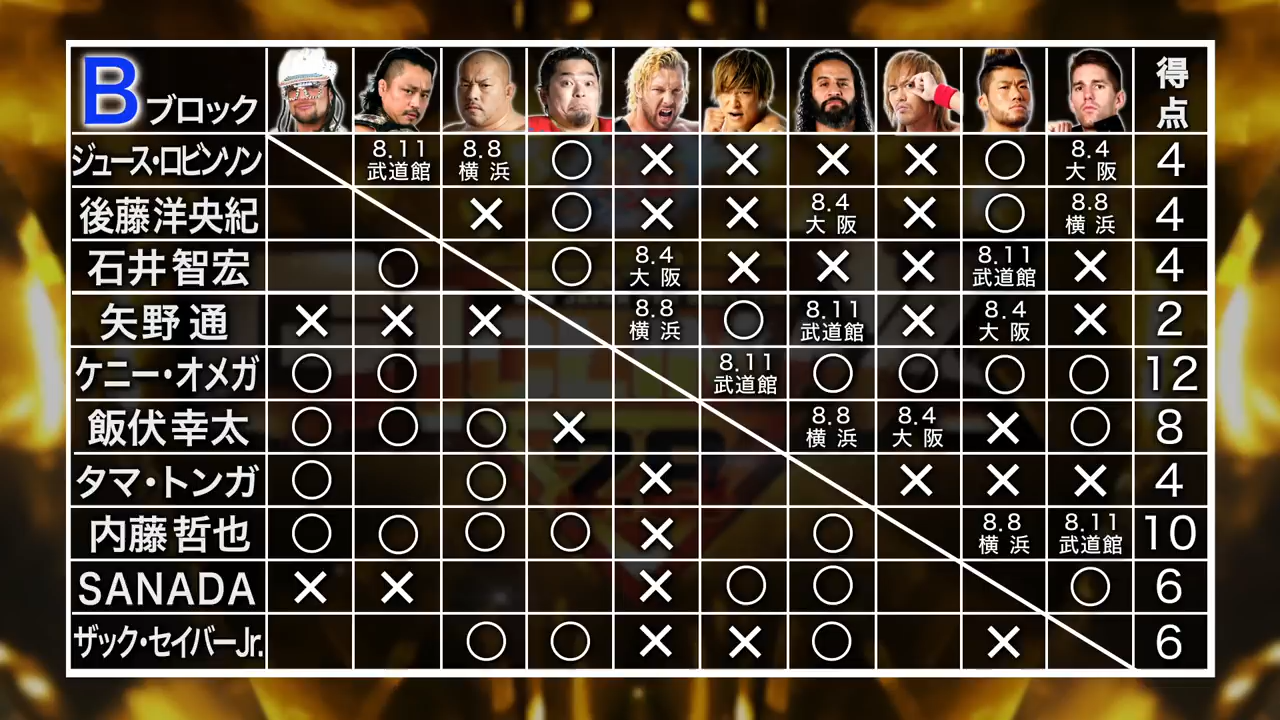 Bブロック 得点
ジュース・ロビンソン 8.11 武道館 8.8 横浜 ○ × × × × ○ 8.4 大阪 4
後藤洋央紀 × ○ × × 8.4 大阪 × ○ 8.8 横浜 4
石井智宏 ○ ○ 8.4 大阪 × × × 8.11 武道館 × 4
矢野通 × × × 8.8 横浜 ○ 8.11 武道館 × 8.4 大阪 × 2
ケニー・オメガ ○ ○ 8.11 武道館 ○ ○ ○ ○ 12
飯伏幸太 ○ ○ ○ × 8.8 横浜 8.4 大阪 × ○ 8
タマ・トンガ ○ ○ × × × × 4
内藤哲也 ○ ○ ○ ○ × ○ 8.8 横浜 8.11 武道館 10
SANADA × × × ○ ○ ○ 6
ザック・セイバーJr. ○ ○ × × ○ × 6